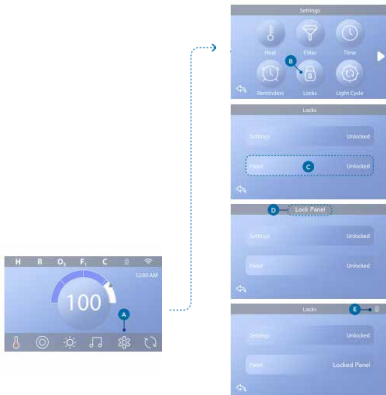 Settings
Heat Filter Time
B
Reminders Locks Light Cycle
Locks
Settings Unlocked
Panel C Unlocked
D Lock Panel
Settings Unlocked
Panel Unlocked
H R O₃ F₁ C
12:00 AM
100
A
Locks E
Settings Unlocked
Panel Locked Panel